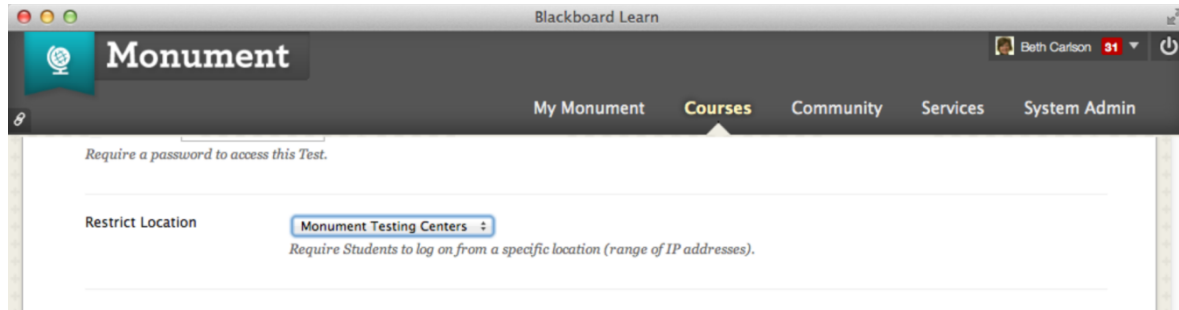 Blackboard Learn
Monument
Beth Carlson 31
My Monument Courses Community Services System Admin
Require a password to access this Test.
Restrict Location Monument Testing Centers
Require Students to log on from a specific location (range of IP addresses).